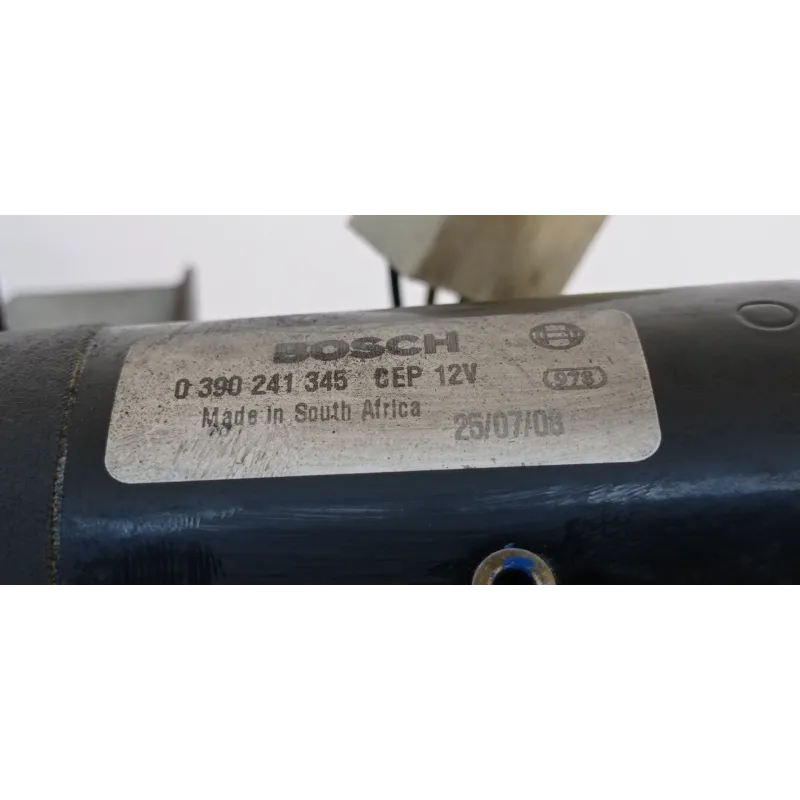 BOSCH
0 390 241 345 CEP 12V
978
Made in South Africa
25/07/08